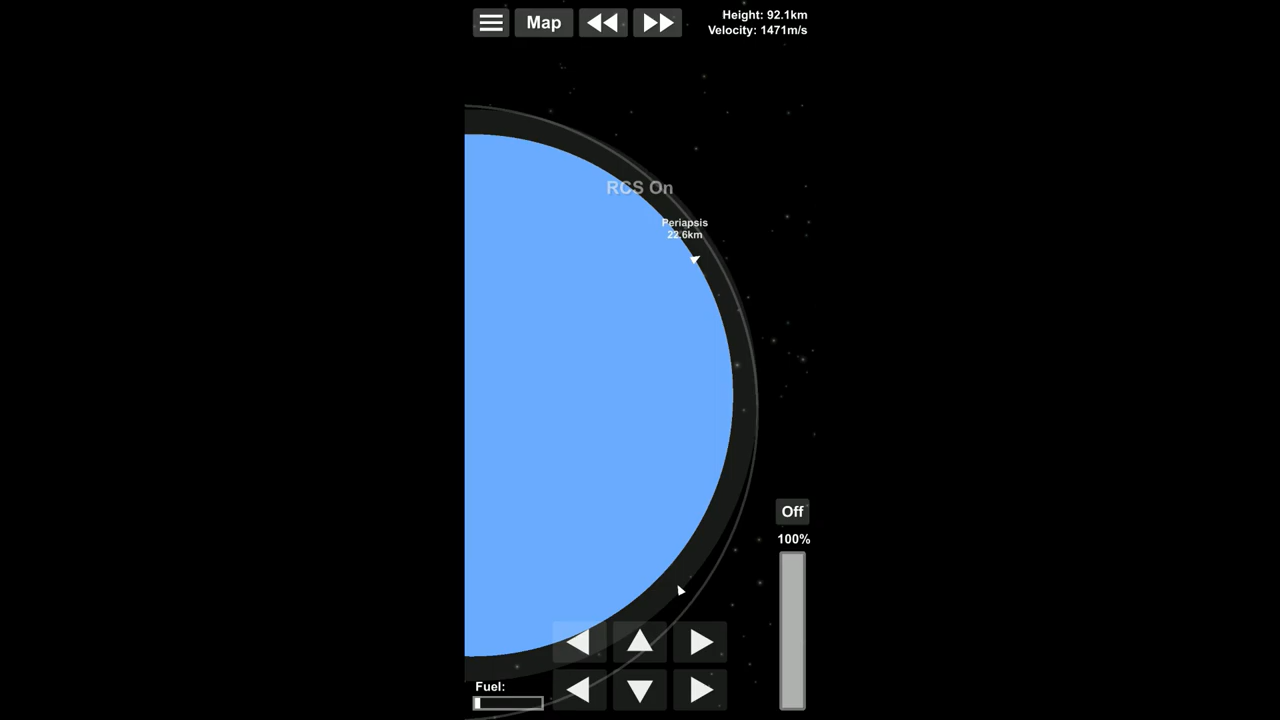 Map
Height: 92.1km
Velocity: 1471m/s
RCS On
Periapsis
22.6km
Off
100%
Fuel: